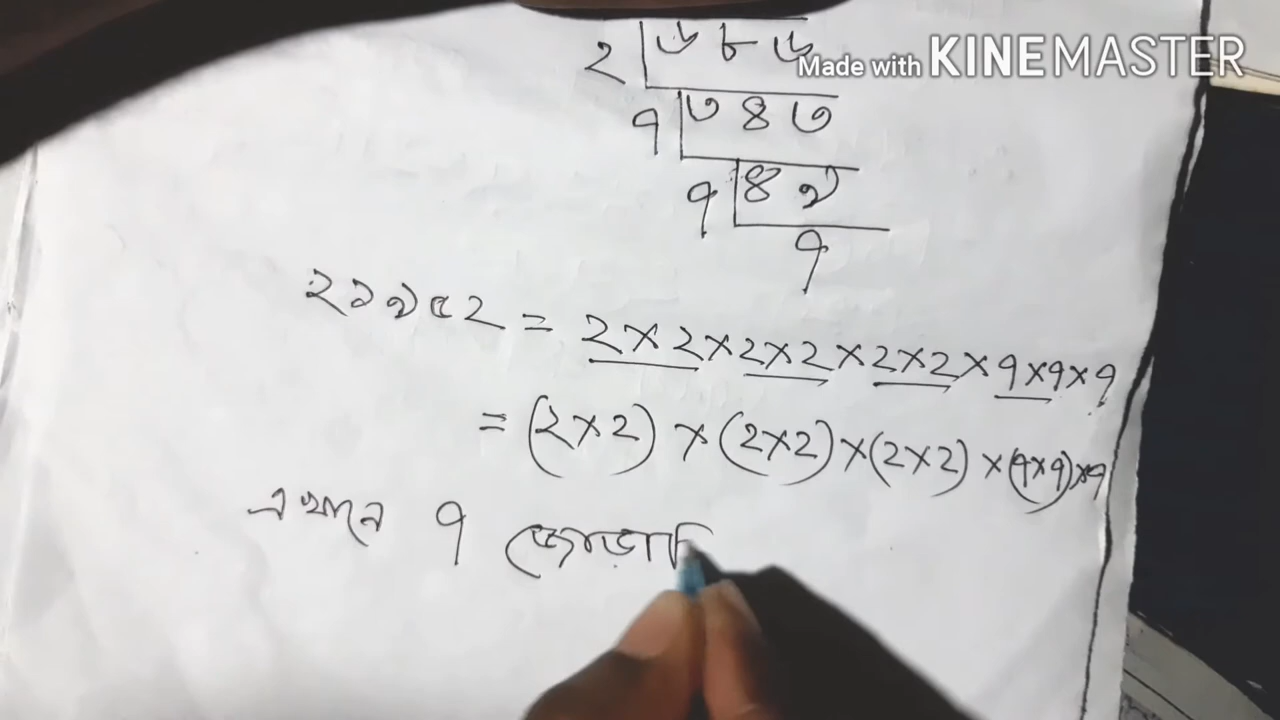 Made with KINEMASTER
২ ৬৮৬
৭ ৩৪৩
৭ ৪৯
৭
২১৯৫২ = ২×২×২×২×২×২×৭×৭×৭
= (২×২)×(২×২)×(২×২)×(৭×৭)×৭
এখানে ৭ জোড়া